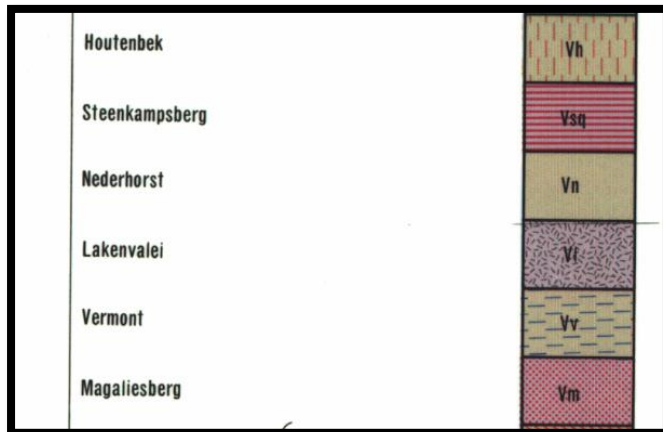 Houtenbek Vh
Steenkampsberg Vsq
Nederhorst Vn
Lakenvalei Vl
Vermont Vv
Magaliesberg Vm